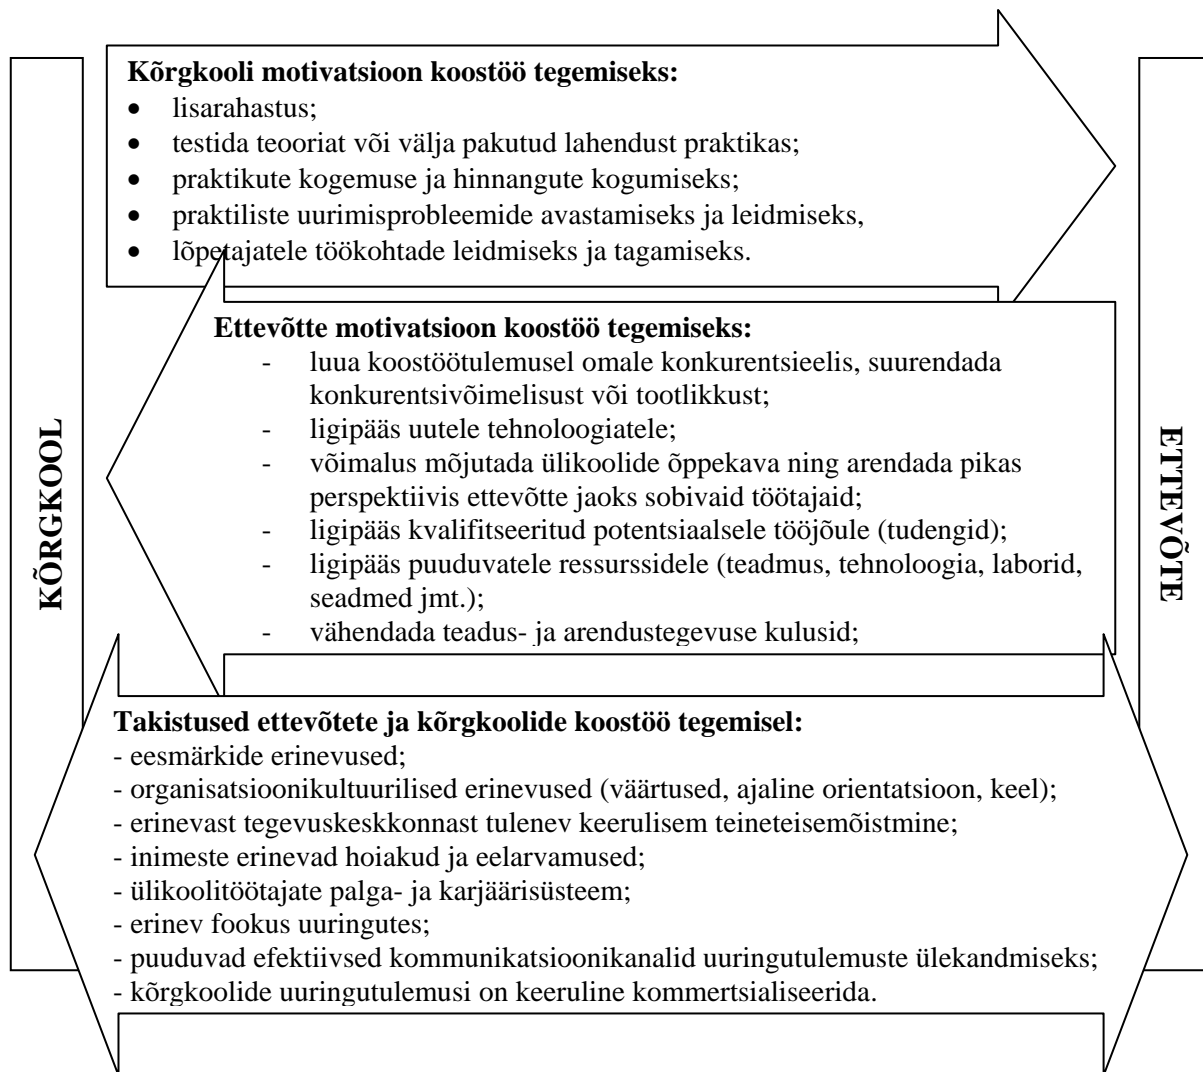 Kõrgkooli motivatsioon koostöö tegemiseks:
• lisarahastus;
• testida teooriat või välja pakutud lahendust praktikas;
• praktikute kogemuse ja hinnangute kogumiseks;
• praktiliste uurimisprobleemide avastamiseks ja leidmiseks,
• lõpetajatele töökohtade leidmiseks ja tagamiseks.
Ettevõtte motivatsioon koostöö tegemiseks:
- luua koostöötulemusel omale konkurentsieelis, suurendada
konkurentsivõimelisust või tootlikkust;
- ligipääs uutele tehnoloogiatele;
- võimalus mõjutada ülikoolide õppekava ning arendada pikas
perspektiivis ettevõtte jaoks sobivaid töötajaid;
- ligipääs kvalifitseeritud potentsiaalsele tööjõule (tudengid);
- ligipääs puuduvatele ressurssidele (teadmus, tehnoloogia, laborid,
seadmed jmt.);
- vähendada teadus- ja arendustegevuse kulusid;
KÕRGKOOL
ETTEVÕTE
Takistused ettevõtete ja kõrgkoolide koostöö tegemisel:
- eesmärkide erinevused;
- organisatsioonikultuurilised erinevused (väärtused, ajaline orientatsioon, keel);
- erinevast tegevuskeskkonnast tulenev keerulisem teineteisemõistmine;
- inimeste erinevad hoiakud ja eelarvamused;
- ülikoolitöötajate palga- ja karjäärisüsteem;
- erinev fookus uuringutes;
- puuduvad efektiivsed kommunikatsioonikanalid uuringutulemuste ülekandmiseks;
- kõrgkoolide uuringutulemusi on keeruline kommertsialiseerida.